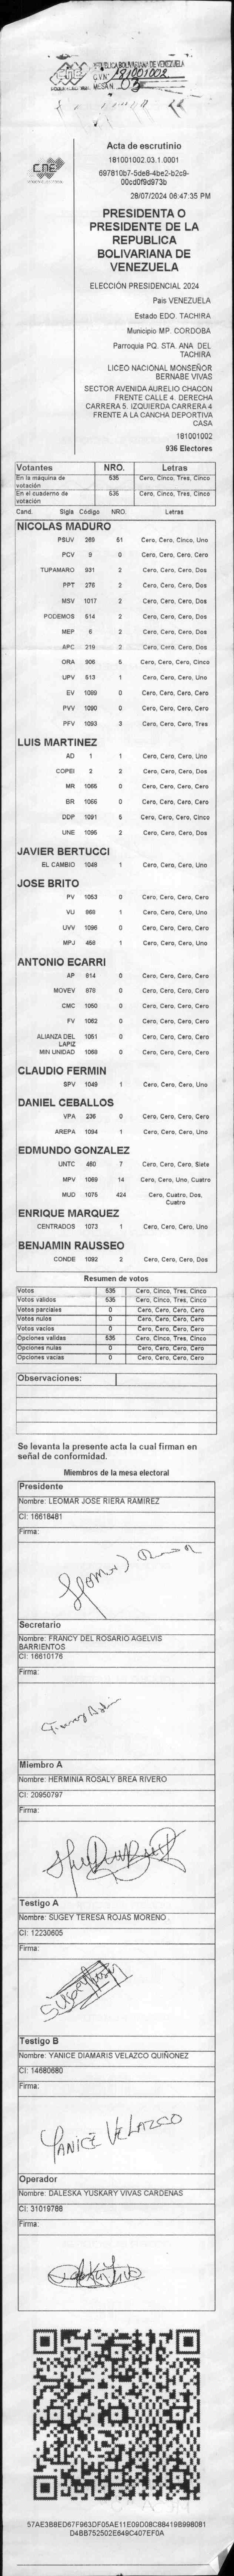 REPUBLICA BOLIVARIANA DE VENEZUELA
CNE
C.V.N° 181001002
MESA N. 03
CNE
Acta de escrutinio
181001002.03.1.0001
697810b7-5de8-4be2-b2c9-
00cd0f9d973b
28/07/2024 06:47:35 PM
PRESIDENTA O
PRESIDENTE DE LA
REPUBLICA
BOLIVARIANA DE
VENEZUELA
ELECCIÓN PRESIDENCIAL 2024
País VENEZUELA
Estado EDO. TACHIRA
Municipio MP. CORDOBA
Parroquia PQ. STA. ANA DEL
TACHIRA
LICEO NACIONAL MONSEÑOR
BERNABE VIVAS
SECTOR AVENIDA AURELIO CHACON
FRENTE CALLE 4. DERECHA
CARRERA 5. IZQUIERDA CARRERA 4
FRENTE A LA CANCHA DEPORTIVA
CASA
181001002
936 Electores
Votantes NRO. Letras
En la máquina de votación 535 Cero, Cinco, Tres, Cinco
En el cuaderno de votación 535 Cero, Cinco, Tres, Cinco
Cand. Sigla Código NRO. Letras
NICOLAS MADURO
PSUV 269 51 Cero, Cero, Cinco, Uno
PCV 9 0 Cero, Cero, Cero, Cero
TUPAMARO 931 2 Cero, Cero, Cero, Dos
PPT 276 2 Cero, Cero, Cero, Dos
MSV 1017 2 Cero, Cero, Cero, Dos
PODEMOS 514 2 Cero, Cero, Cero, Dos
MEP 6 2 Cero, Cero, Cero, Dos
APC 219 2 Cero, Cero, Cero, Dos
ORA 906 5 Cero, Cero, Cero, Cinco
UPV 513 1 Cero, Cero, Cero, Uno
EV 1089 0 Cero, Cero, Cero, Cero
PVV 1090 0 Cero, Cero, Cero, Cero
PFV 1093 3 Cero, Cero, Cero, Tres
LUIS MARTINEZ
AD 1 1 Cero, Cero, Cero, Uno
COPEI 2 2 Cero, Cero, Cero, Dos
MR 1066 0 Cero, Cero, Cero, Cero
BR 1065 0 Cero, Cero, Cero, Cero
DDP 1091 5 Cero, Cero, Cero, Cinco
UNE 1095 2 Cero, Cero, Cero, Dos
JAVIER BERTUCCI
EL CAMBIO 1048 1 Cero, Cero, Cero, Uno
JOSE BRITO
PV 1053 0 Cero, Cero, Cero, Cero
VU 968 1 Cero, Cero, Cero, Uno
UVV 1096 0 Cero, Cero, Cero, Cero
MPJ 458 1 Cero, Cero, Cero, Uno
ANTONIO ECARRI
AP 914 0 Cero, Cero, Cero, Cero
MOVEV 978 0 Cero, Cero, Cero, Cero
CMC 1050 0 Cero, Cero, Cero, Cero
FV 1062 0 Cero, Cero, Cero, Cero
ALIANZA DEL LAPIZ 1051 0 Cero, Cero, Cero, Cero
MIN UNIDAD 1068 0 Cero, Cero, Cero, Cero
CLAUDIO FERMIN
SPV 1049 1 Cero, Cero, Cero, Uno
DANIEL CEBALLOS
VPA 236 0 Cero, Cero, Cero, Cero
AREPA 1094 1 Cero, Cero, Cero, Uno
EDMUNDO GONZALEZ
UNTC 460 7 Cero, Cero, Cero, Siete
MPV 1069 14 Cero, Cero, Uno, Cuatro
MUD 1075 424 Cero, Cuatro, Dos, Cuatro
ENRIQUE MARQUEZ
CENTRADOS 1073 1 Cero, Cero, Cero, Uno
BENJAMIN RAUSSEO
CONDE 1092 2 Cero, Cero, Cero, Dos
Resumen de votos
Votos 535 Cero, Cinco, Tres, Cinco
Votos válidos 535 Cero, Cinco, Tres, Cinco
Votos parciales 0 Cero, Cero, Cero, Cero
Votos nulos 0 Cero, Cero, Cero, Cero
Votos vacíos 0 Cero, Cero, Cero, Cero
Opciones validas 535 Cero, Cinco, Tres, Cinco
Opciones nulas 0 Cero, Cero, Cero, Cero
Opciones vacías 0 Cero, Cero, Cero, Cero
Observaciones:
Se levanta la presente acta la cual firman en
señal de conformidad.
Miembros de la mesa electoral
Presidente
Nombre: LEOMAR JOSE RIERA RAMIREZ
CI: 16618481
Firma:
Secretario
Nombre: FRANCY DEL ROSARIO AGELVIS
BARRIENTOS
CI: 16610176
Firma:
Miembro A
Nombre: HERMINIA ROSALY BREA RIVERO
CI: 20950797
Firma:
Testigo A
Nombre: SUGEY TERESA ROJAS MORENO
CI: 12230605
Firma:
Testigo B
Nombre: YANICE DIAMARIS VELAZCO QUIÑONEZ
CI: 14680680
Firma:
YANICE VELAZCO
Operador
Nombre: DALESKA YUSKARY VIVAS CARDENAS
CI: 31019788
Firma:
57AE3B8ED67F963DF05AE11E09D08C88419B998081
D4BB752502E649C407EF0A